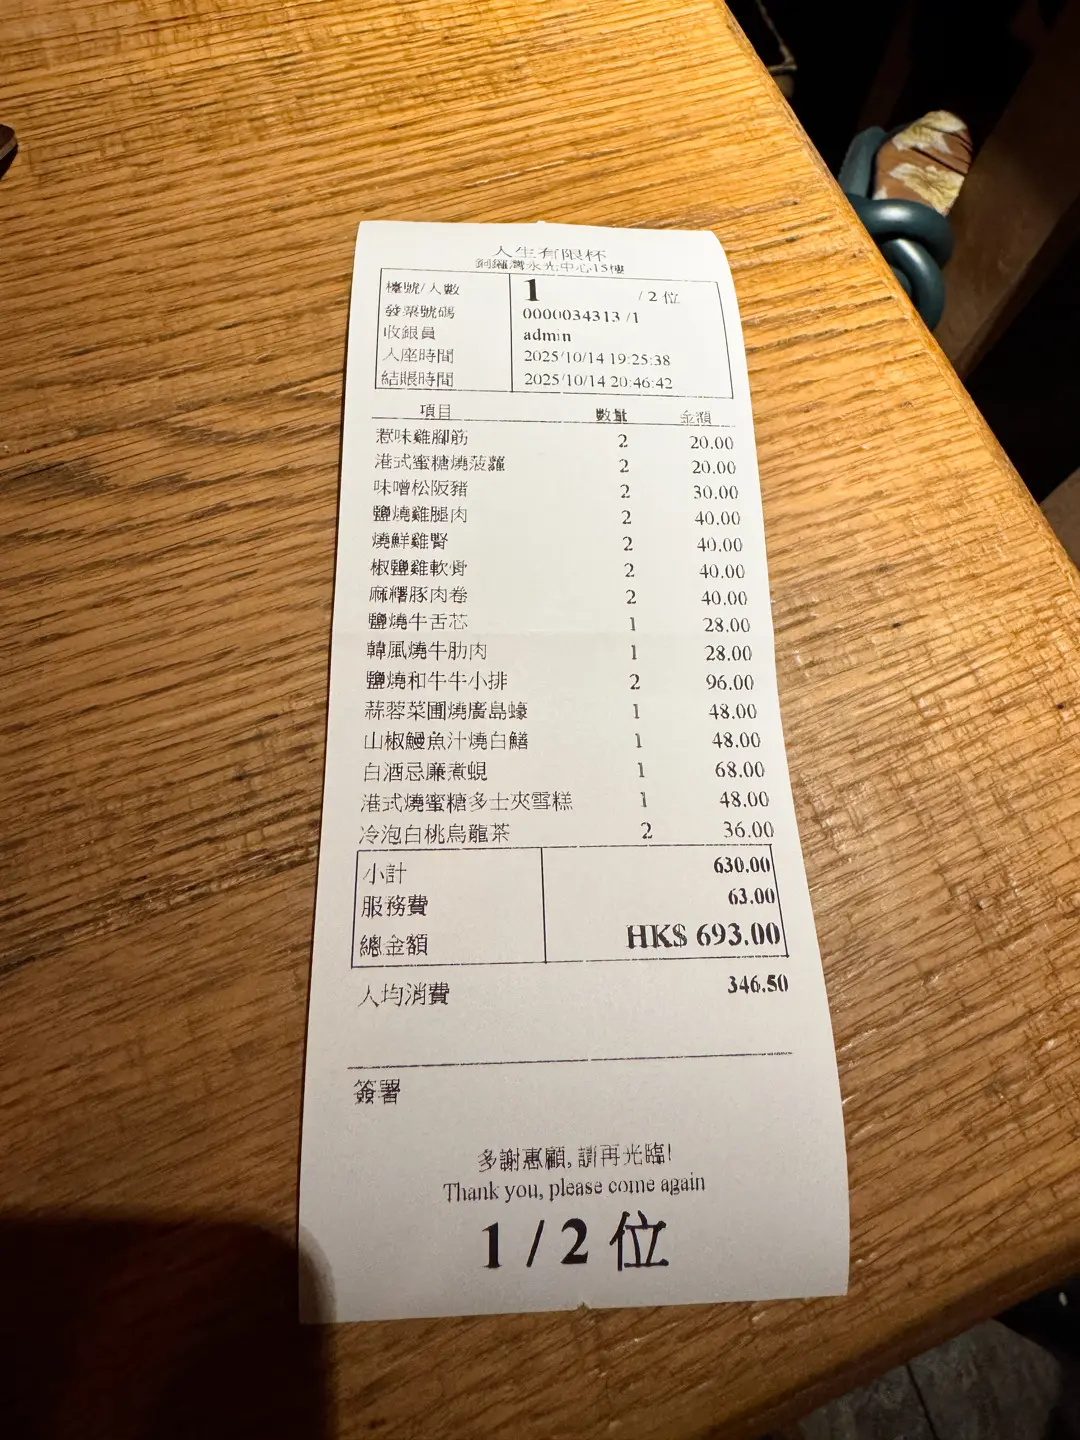 人生有限杯
銅鑼灣永光中心15樓
檯號/人數 1 / 2 位
發票號碼 0000034313 /1
收銀員 admin
入座時間 2025/10/14 19:25:38
結賬時間 2025/10/14 20:46:42
項目 數量 金額
惹味雞腳筋 2 20.00
港式蜜糖燒菠蘿 2 20.00
味噌松阪豬 2 30.00
鹽燒雞腿肉 2 40.00
燒鮮雞腎 2 40.00
椒鹽雞軟骨 2 40.00
麻糬豚肉卷 2 40.00
鹽燒牛舌芯 1 28.00
韓風燒牛肋肉 1 28.00
鹽燒和牛牛小排 2 96.00
蒜蓉菜圃燒廣島蠔 1 48.00
山椒鰻魚汁燒白鱔 1 48.00
白酒忌廉煮蜆 1 68.00
港式燒蜜糖多士夾雪糕 1 48.00
冷泡白桃烏龍茶 2 36.00
小計 630.00
服務費 63.00
總金額 HK$ 693.00
人均消費 346.50
簽署
多謝惠顧, 請再光臨!
Thank you, please come again
1 / 2 位